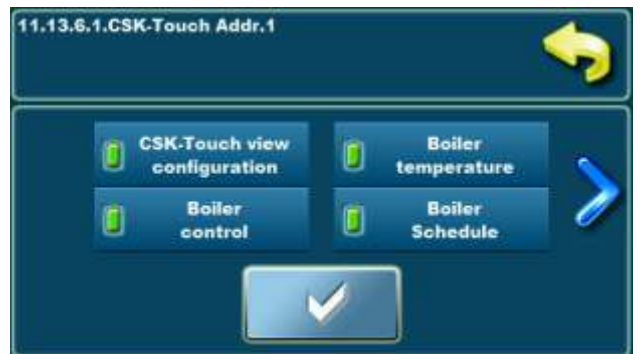 11.13.6.1.CSK-Touch Addr.1
CSK-Touch view
configuration
Boiler
temperature
Boiler
control
Boiler
Schedule